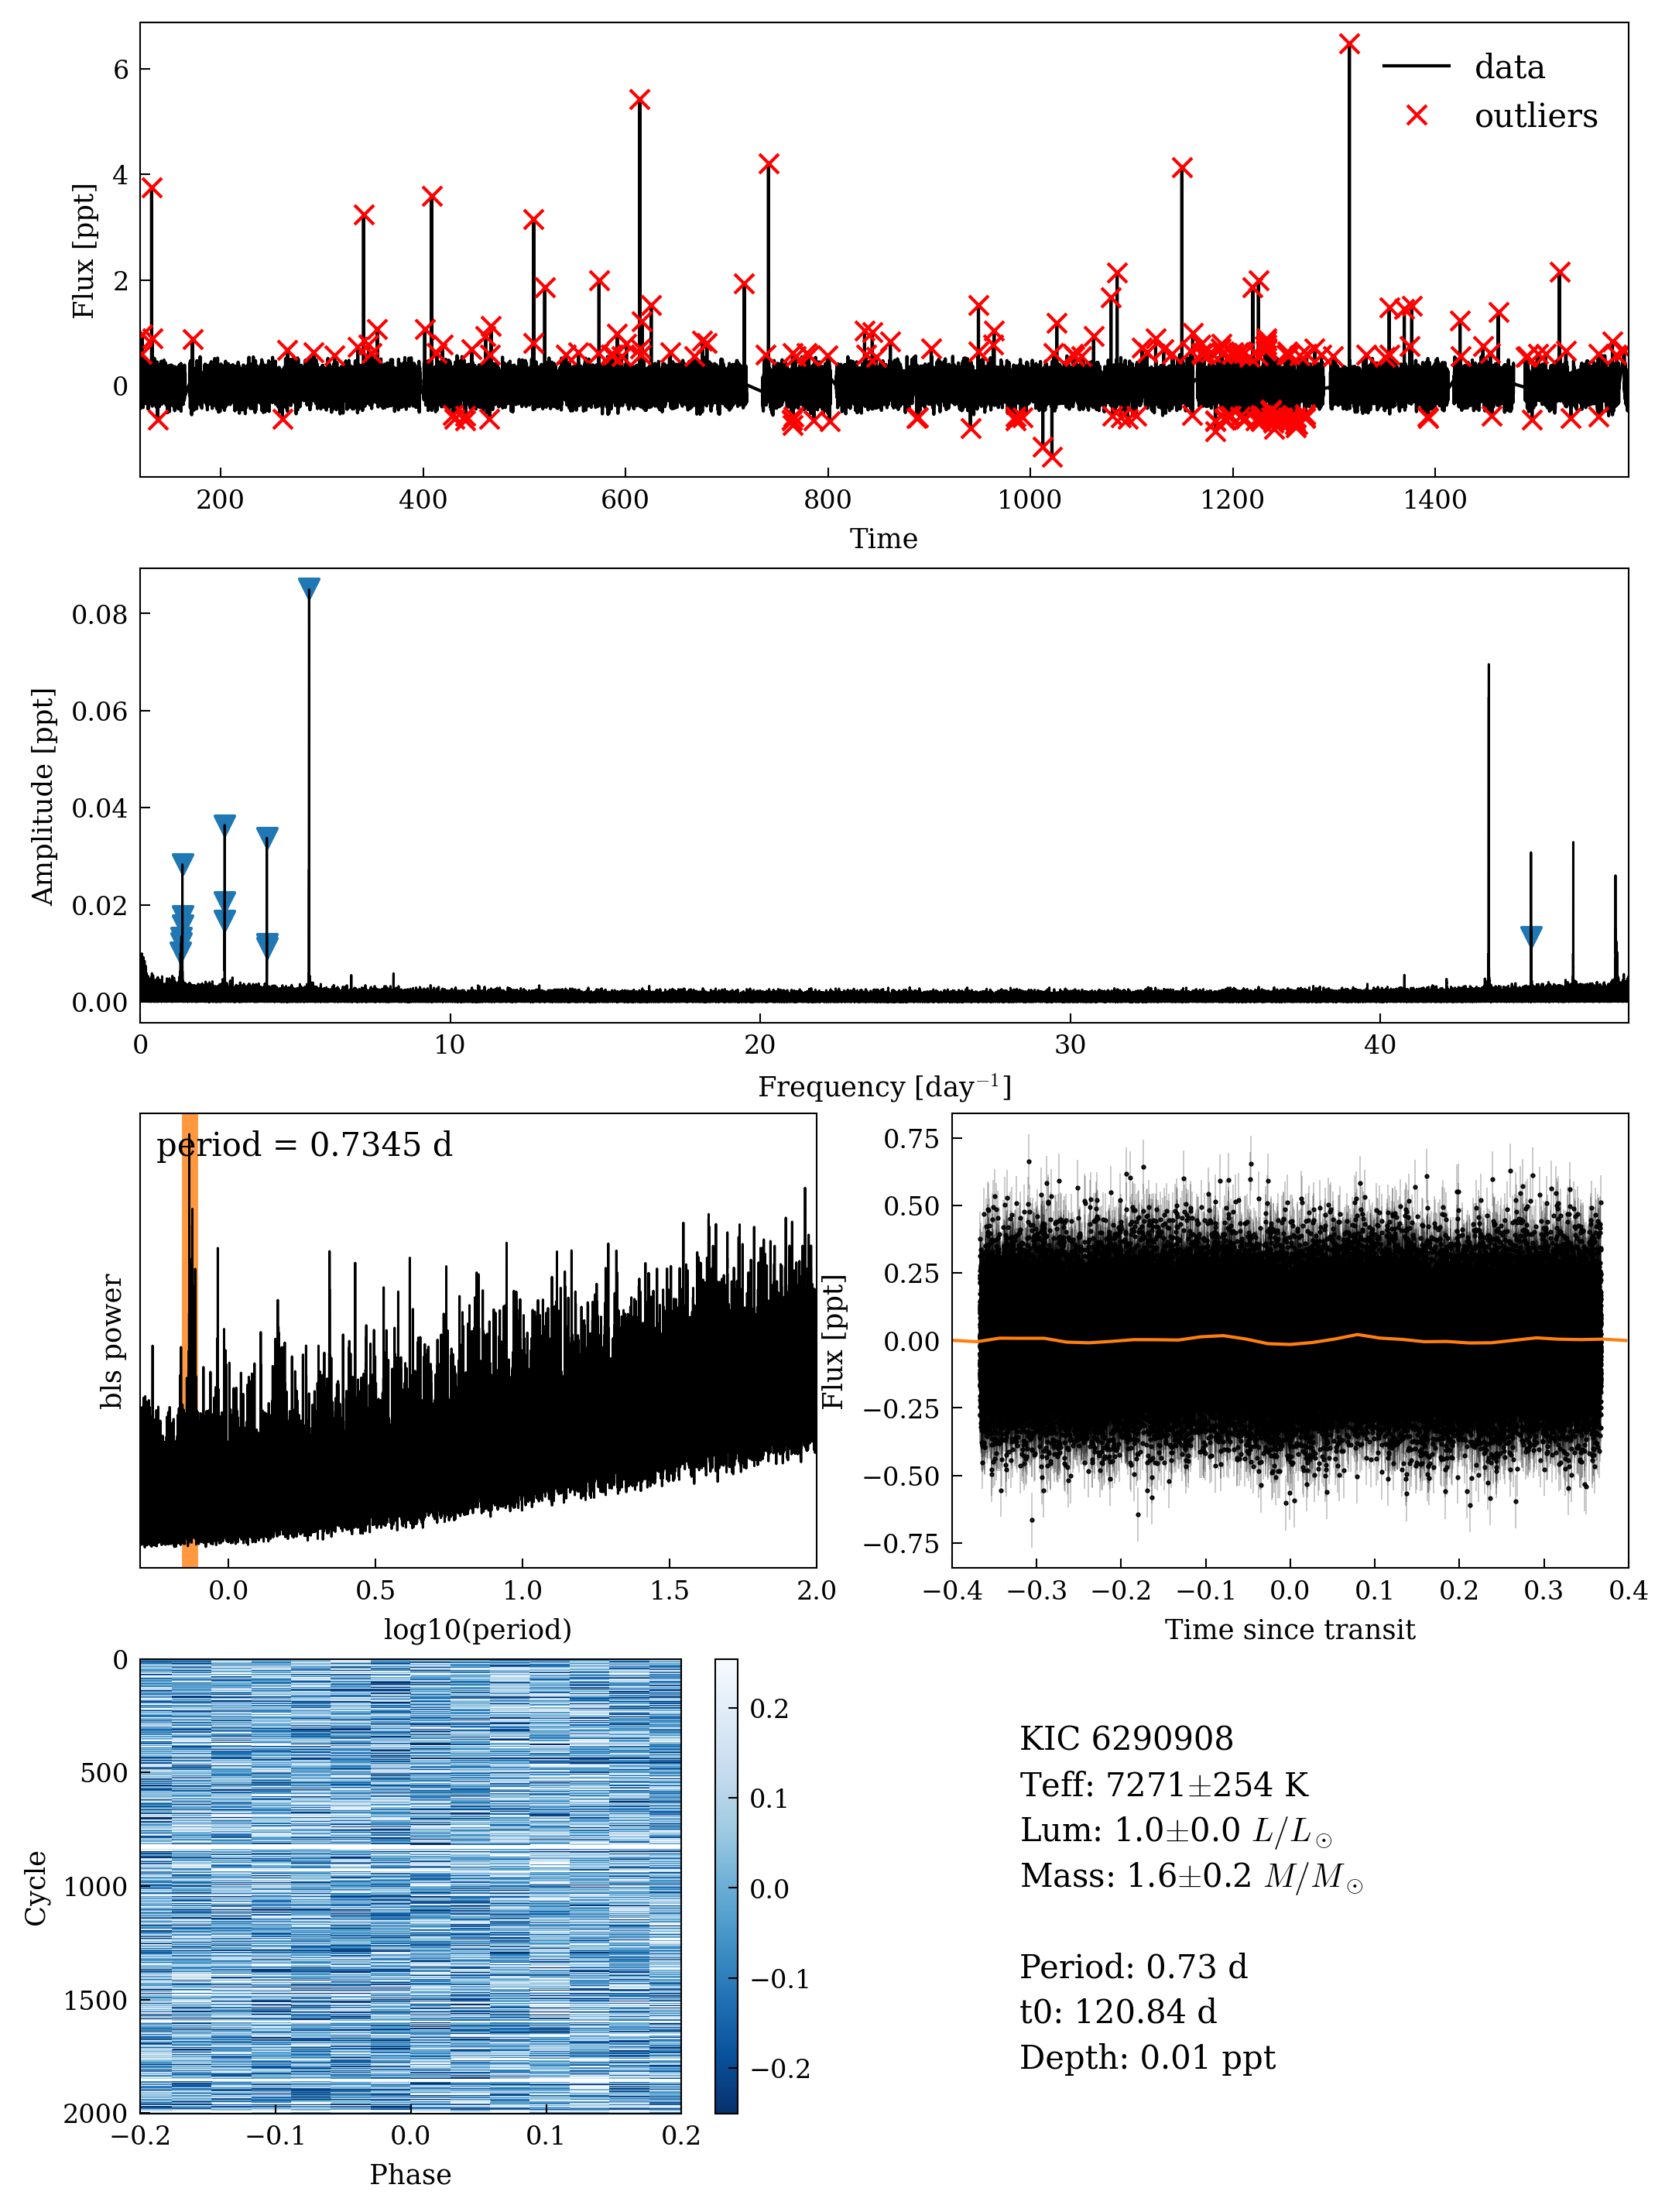 6
4
2
0
Flux [ppt]
data
outliers
200
400
600
800
1000
1200
1400
Time
0.08
0.06
0.04
0.02
0.00
Amplitude [ppt]
0
10
20
30
40
Frequency [day⁻¹]
period = 0.7345 d
bls power
0.0
0.5
1.0
1.5
2.0
log10(period)
0.75
0.50
0.25
0.00
−0.25
−0.50
−0.75
Flux [ppt]
−0.4
−0.3
−0.2
−0.1
0.0
0.1
0.2
0.3
0.4
Time since transit
0
500
1000
1500
2000
Cycle
−0.2
−0.1
0.0
0.1
0.2
Phase
0.2
0.1
0.0
−0.1
−0.2
KIC 6290908
Teff: 7271±254 K
Lum: 1.0±0.0 L/L⊙
Mass: 1.6±0.2 M/M⊙
Period: 0.73 d
t0: 120.84 d
Depth: 0.01 ppt